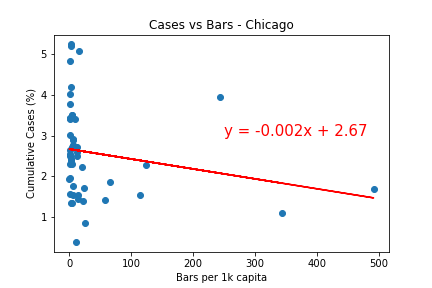 Cases vs Bars - Chicago
Cumulative Cases (%)
5
4
3
2
1
y = -0.002x + 2.67
0
100
200
300
400
500
Bars per 1k capita